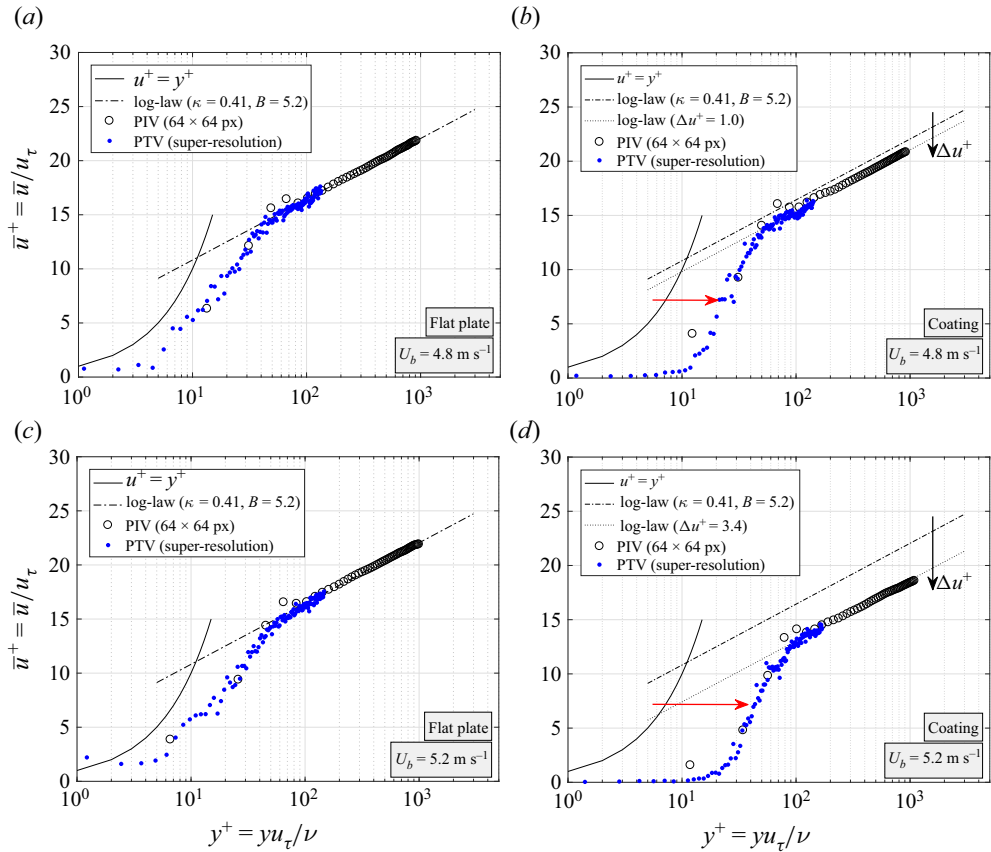 (a)
30
25
20
15
10
5
0
ū⁺ = ū/u_τ
u⁺ = y⁺
log-law (κ = 0.41, B = 5.2)
PIV (64 × 64 px)
PTV (super-resolution)
Flat plate
U_b = 4.8 m s⁻¹
10⁰ 10¹ 10² 10³
(b)
30
25
20
15
10
5
0
u⁺ = y⁺
log-law (κ = 0.41, B = 5.2)
log-law (Δu⁺ = 1.0)
PIV (64 × 64 px)
PTV (super-resolution)
Δu⁺
Coating
U_b = 4.8 m s⁻¹
10⁰ 10¹ 10² 10³
(c)
30
25
20
15
10
5
0
ū⁺ = ū/u_τ
u⁺ = y⁺
log-law (κ = 0.41, B = 5.2)
PIV (64 × 64 px)
PTV (super-resolution)
Flat plate
U_b = 5.2 m s⁻¹
10⁰ 10¹ 10² 10³
y⁺ = yu_τ/ν
(d)
30
25
20
15
10
5
0
u⁺ = y⁺
log-law (κ = 0.41, B = 5.2)
log-law (Δu⁺ = 3.4)
PIV (64 × 64 px)
PTV (super-resolution)
Δu⁺
Coating
U_b = 5.2 m s⁻¹
10⁰ 10¹ 10² 10³
y⁺ = yu_τ/ν